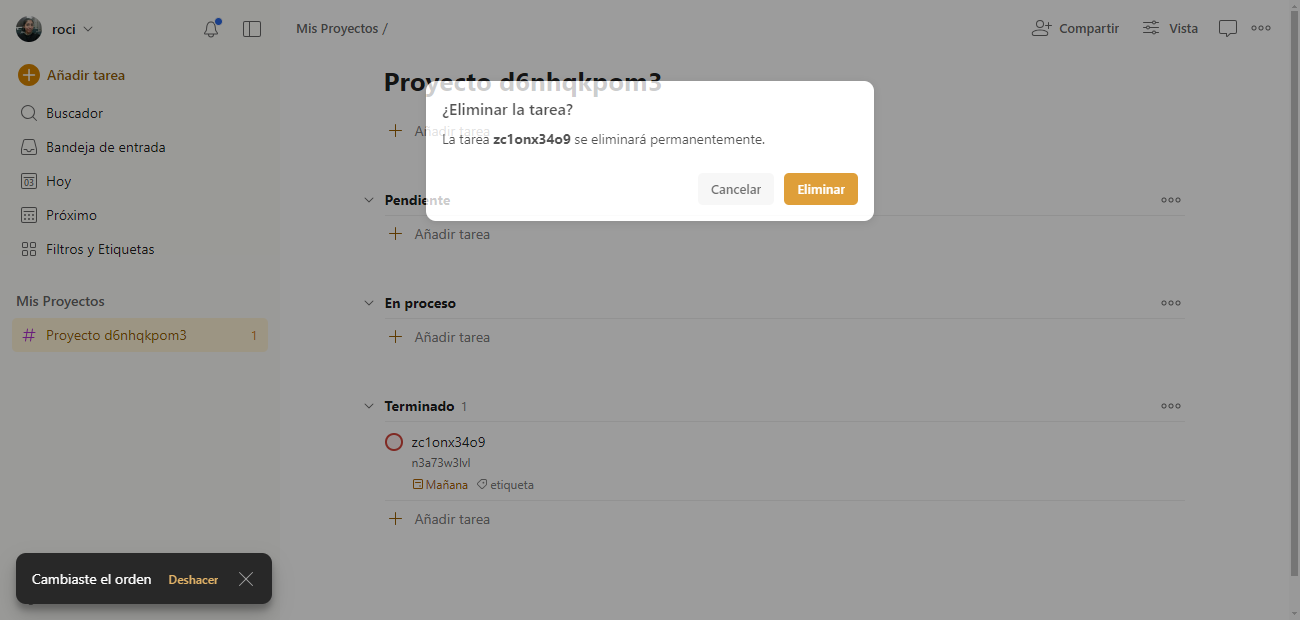 roci
Añadir tarea
Buscador
Bandeja de entrada
03 Hoy
Próximo
Filtros y Etiquetas
Mis Proyectos
# Proyecto d6nhqkpom3 1
Cambiaste el orden Deshacer
Mis Proyectos /
Compartir
Vista
Proyecto d6nhqkpom3
Añadir tarea
¿Eliminar la tarea?
La tarea zc1onx34o9 se eliminará permanentemente.
Cancelar
Eliminar
Pendiente
Añadir tarea
En proceso
Añadir tarea
Terminado 1
zc1onx34o9
n3a73w3lvl
Mañana etiqueta
Añadir tarea